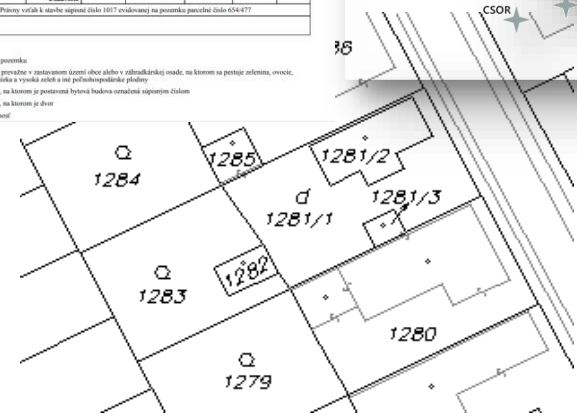 CSOR
Právny vzťah k stavbe súpisné číslo 1017 evidovanej na pozemku parcelné číslo 654/477
pozemku
prevažne v zastavanom území obce alebo v záhradkárskej osade, na ktorom sa pestuje zelenina, ovocie,
a vysoká zeleň a iné poľnohospodárske plodiny
, na ktorom je postavená bytová budova označená súpisným číslom
, na ktorom je dvor
1285
1281/2
1284
1281/3
1281/1
1282
1283
1280
1279